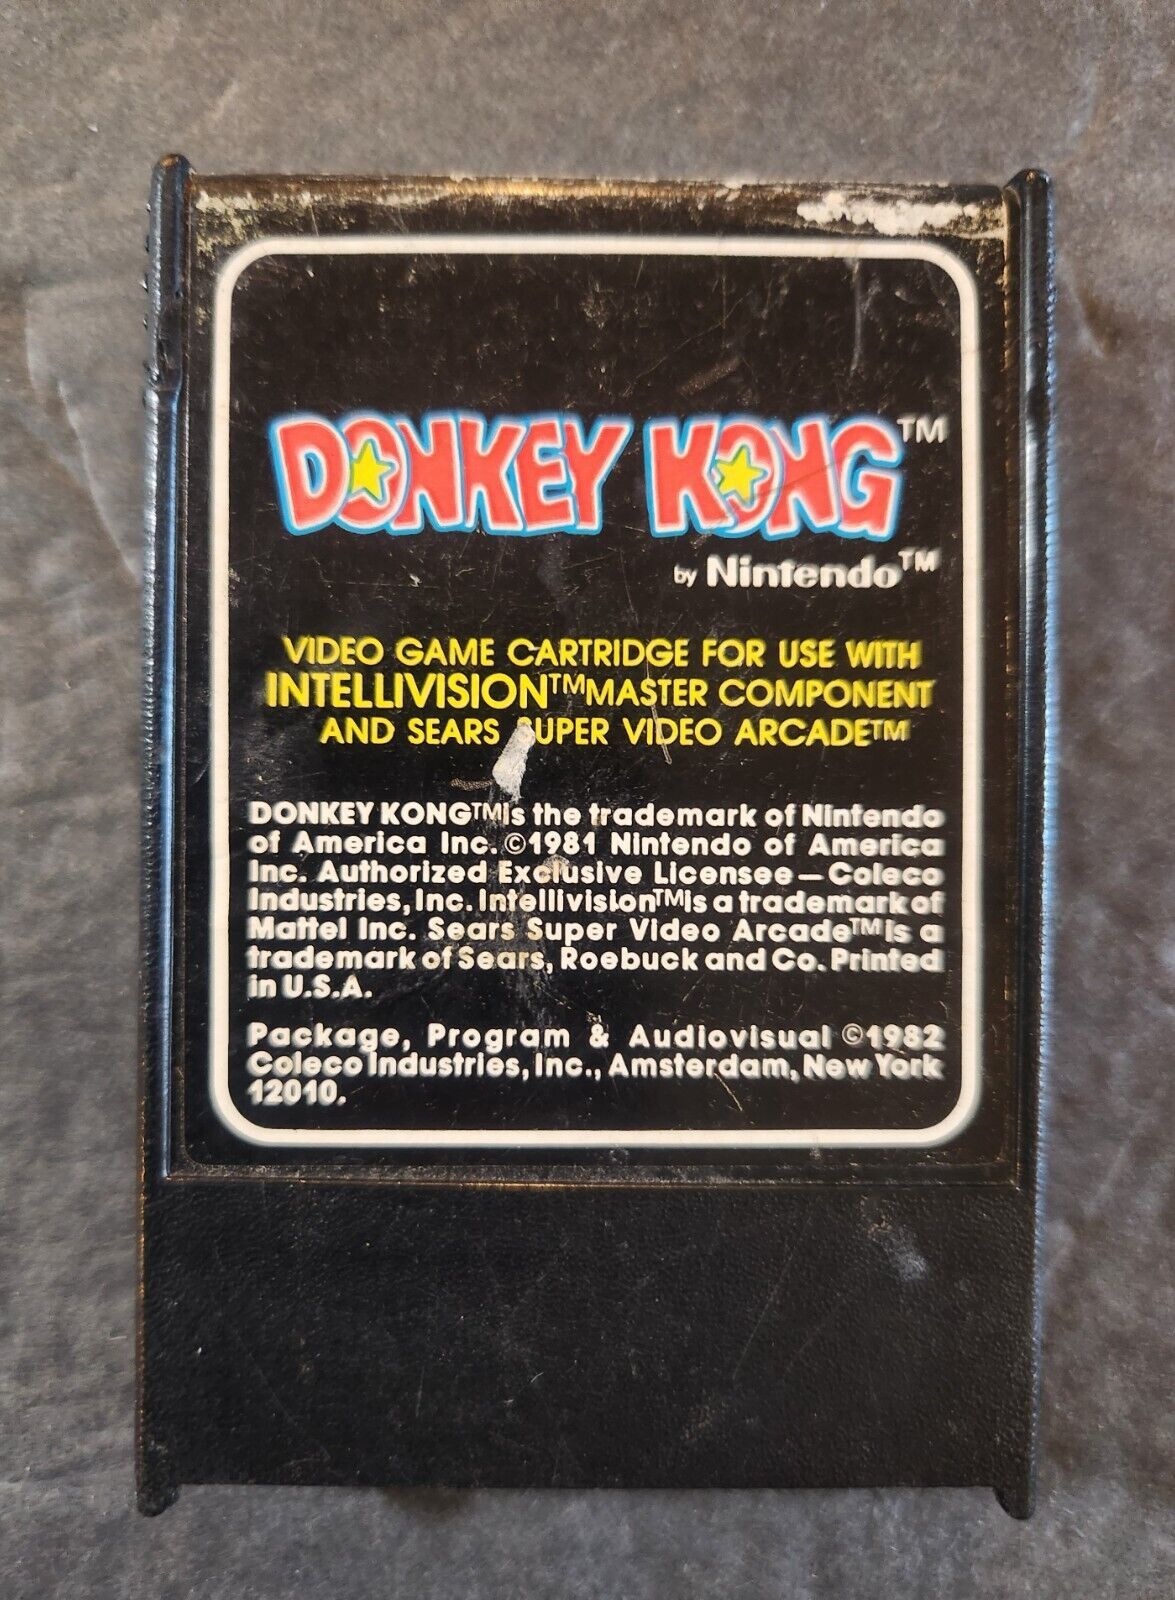 DONKEY KONG™
by Nintendo™
VIDEO GAME CARTRIDGE FOR USE WITH
INTELLIVISION™ MASTER COMPONENT
AND SEARS SUPER VIDEO ARCADE™
DONKEY KONG™ is the trademark of Nintendo
of America Inc. ©1981 Nintendo of America
Inc. Authorized Exclusive Licensee—Coleco
Industries, Inc. Intellivision™ is a trademark of
Mattel Inc. Sears Super Video Arcade™ is a
trademark of Sears, Roebuck and Co. Printed
in U.S.A.
Package, Program & Audiovisual ©1982
Coleco Industries, Inc., Amsterdam, New York
12010.